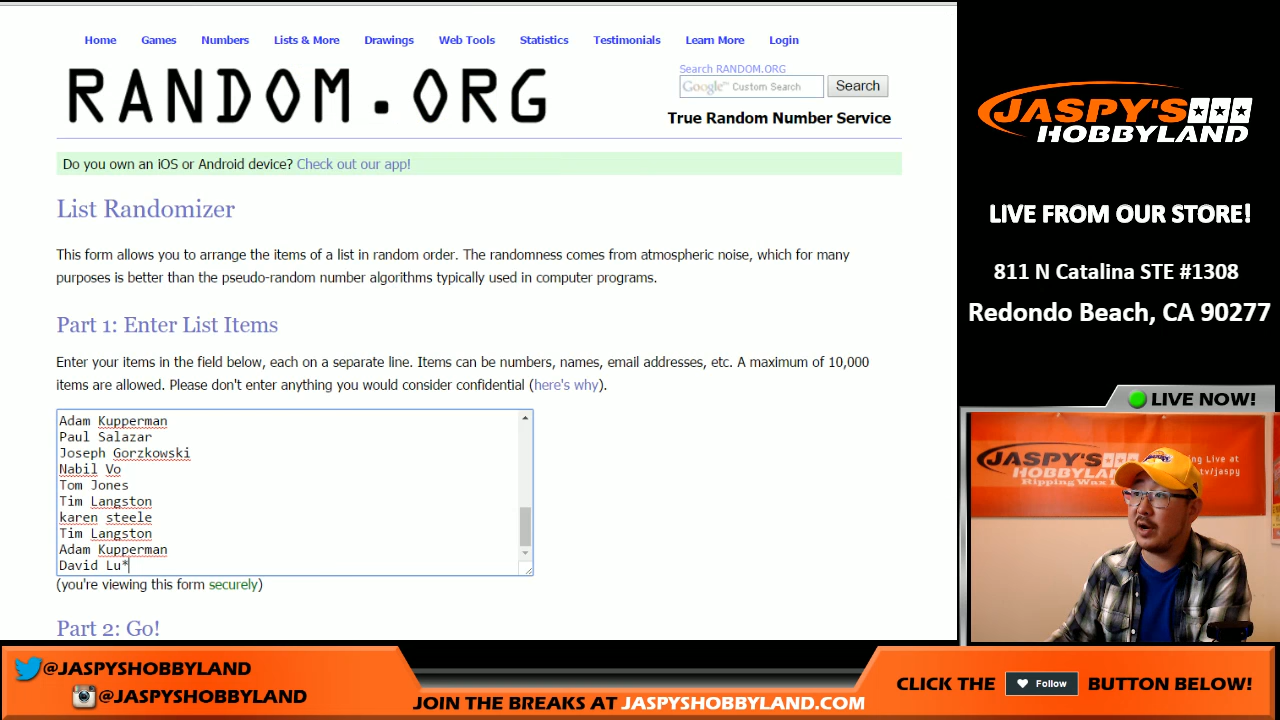 Home Games Numbers Lists & More Drawings Web Tools Statistics Testimonials Learn More Login
RANDOM.ORG
Search RANDOM.ORG
Google™ Custom Search
Search
True Random Number Service
Do you own an iOS or Android device? Check out our app!
List Randomizer
This form allows you to arrange the items of a list in random order. The randomness comes from atmospheric noise, which for many
purposes is better than the pseudo-random number algorithms typically used in computer programs.
Part 1: Enter List Items
Enter your items in the field below, each on a separate line. Items can be numbers, names, email addresses, etc. A maximum of 10,000
items are allowed. Please don't enter anything you would consider confidential (here's why).
Adam Kupperman
Paul Salazar
Joseph Gorzkowski
Nabil Vo
Tom Jones
Tim Langston
karen steele
Tim Langston
Adam Kupperman
David Lu*
(you're viewing this form securely)
Part 2: Go!
JASPY'S
HOBBYLAND
LIVE FROM OUR STORE!
811 N Catalina STE #1308
Redondo Beach, CA 90277
LIVE NOW!
JASPY'S
HOBBYLAND
Ripping Wax
ing Live at
tv/jaspy
@JASPYSHOBBYLAND
@JASPYSHOBBYLAND
JOIN THE BREAKS AT JASPYSHOBBYLAND.COM
CLICK THE Follow BUTTON BELOW!